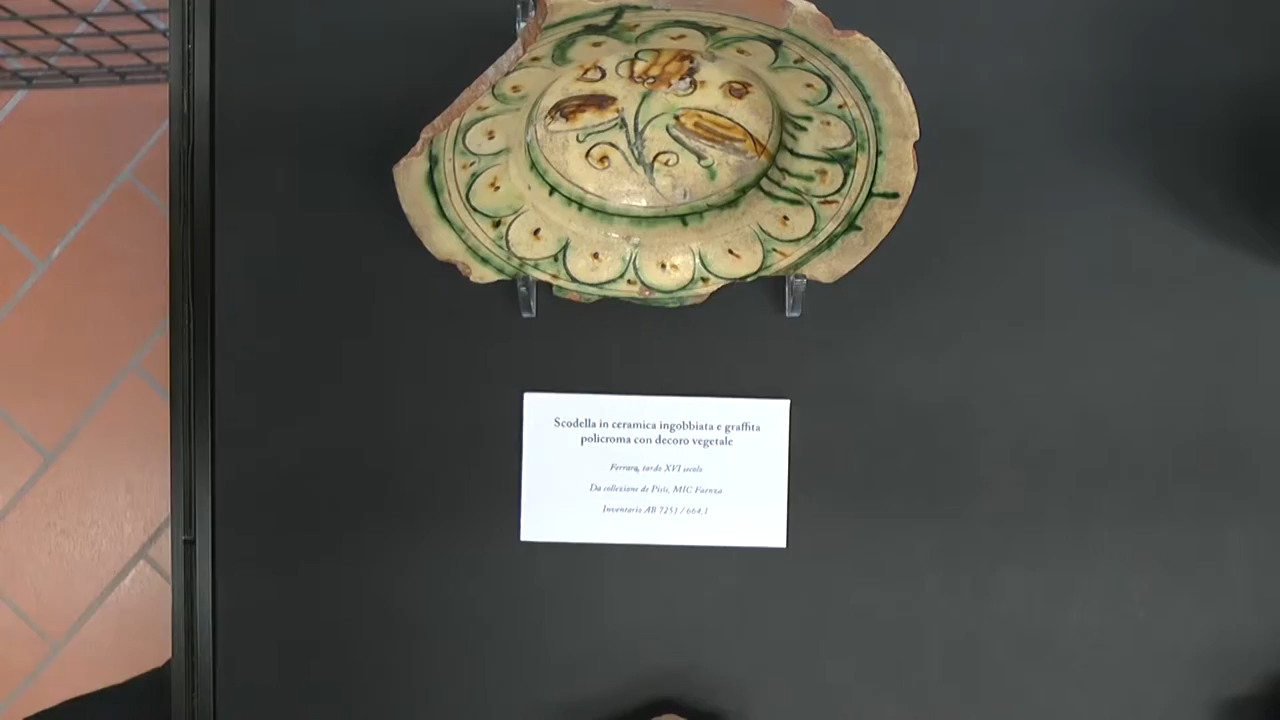 Scodella in ceramica ingobbiata e graffita
policroma con decoro vegetale
Ferrara, tardo XVI secolo
Da collezione de Pisis, MIC Faenza
Inventario AB 7251 / 664,1